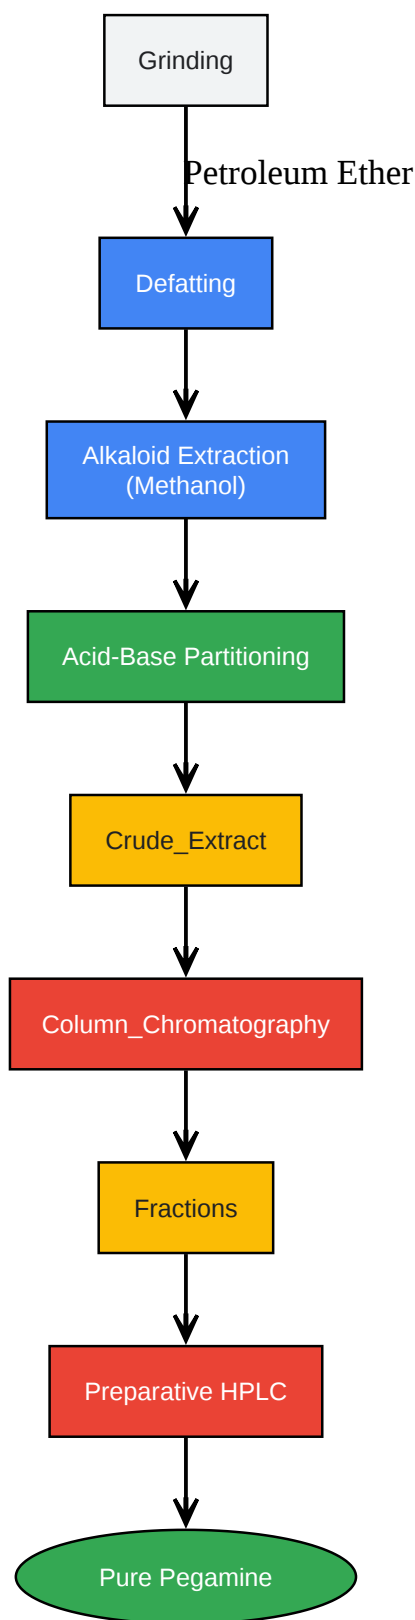 Grinding
Petroleum Ether
Defatting
Alkaloid Extraction
(Methanol)
Acid-Base Partitioning
Crude_Extract
Column_Chromatography
Fractions
Preparative HPLC
Pure Pegamine